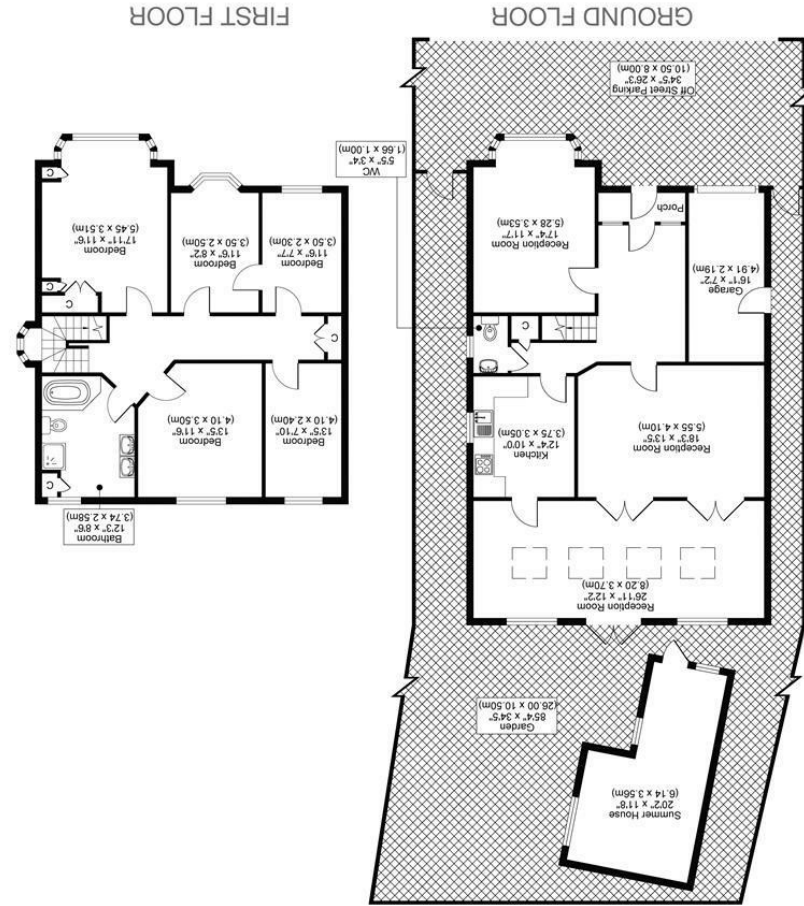 Summer House
20'2" x 11'8"
(6.14 3.56m)
Garden
85'4" x 34'5"
(26.00 10.50m)
Reception Room
26'11" x 12'2"
(8.20 3.70m)
Reception Room
18'3" x 13'5"
(5.55 4.10m)
Kitchen
12'4" x 10'0"
(3.75 3.05m)
C
Garage
16'1" x 7'2"
(4.91 2.19m)
Porch
Reception Room
17'4" x 11'7"
(5.28 3.53m)
WC
5'5" x 3'4"
(1.66 x 1.00m)
Off Street Parking
34'5" x 26'3"
(10.50 x 8.00m)
GROUND FLOOR
Bathroom
12'3" x 8'6"
(3.74 2.58m)
C
Bedroom
13'5" x 7'10"
(4.10 2.40m)
Bedroom
13'5" x 11'6"
(4.10 3.50m)
C
C
C
Bedroom
11'6" x 7'7"
(3.50 2.30m)
Bedroom
11'6" x 8'2"
(3.50 2.50m)
Bedroom
17'11" x 11'6"
(5.45 3.51m)
C
FIRST FLOOR